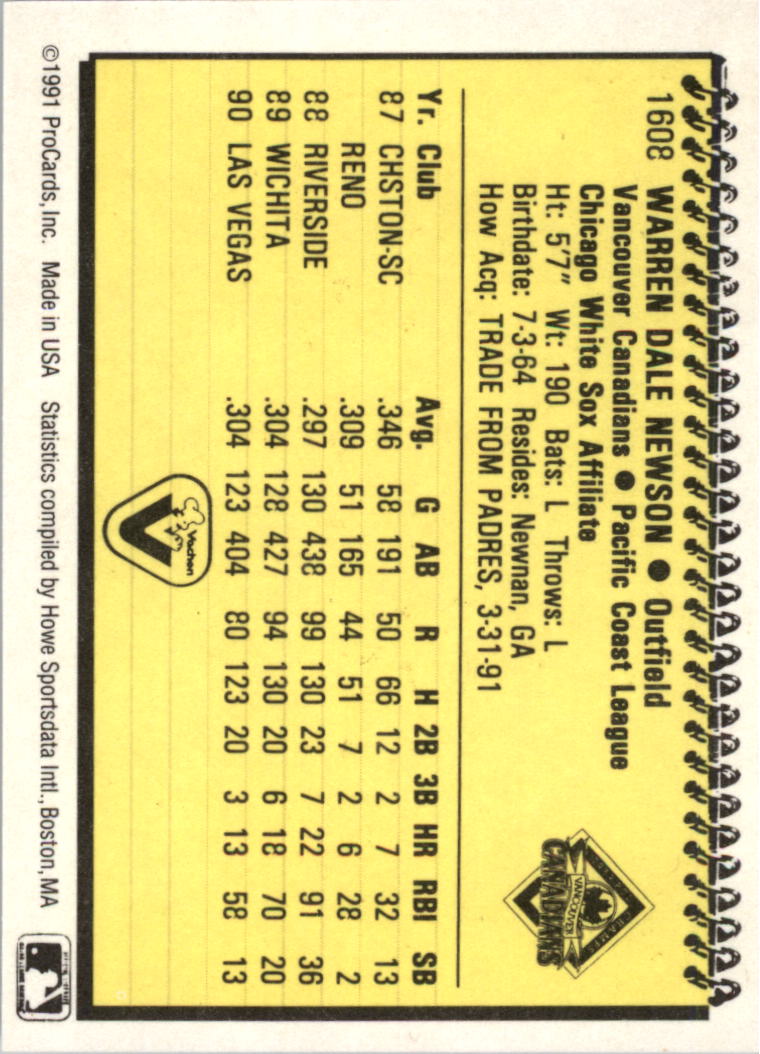 1608 WARREN DALE NEWSON ● Outfield
Vancouver Canadians ● Pacific Coast League
Chicago White Sox Affiliate
Ht: 5'7" Wt: 190 Bats: L Throws: L
Birthdate: 7-3-64 Resides: Newnan, GA
How Acq: TRADE FROM PADRES, 3-31-91
VANCOUVER
CANADIANS
Yr. Club Avg. G AB R H 2B 3B HR RBI SB
87 CHSTON-SC .346 58 191 50 66 12 2 7 32 13
RENO .309 51 165 44 51 7 2 6 28 2
88 RIVERSIDE .297 130 438 99 130 23 7 22 91 36
89 WICHITA .304 128 427 94 130 20 6 18 70 20
90 LAS VEGAS .304 123 404 80 123 20 3 13 58 13
Vachon
V
©1991 ProCards, Inc. Made in USA Statistics compiled by Howe Sportsdata Intl., Boston, MA